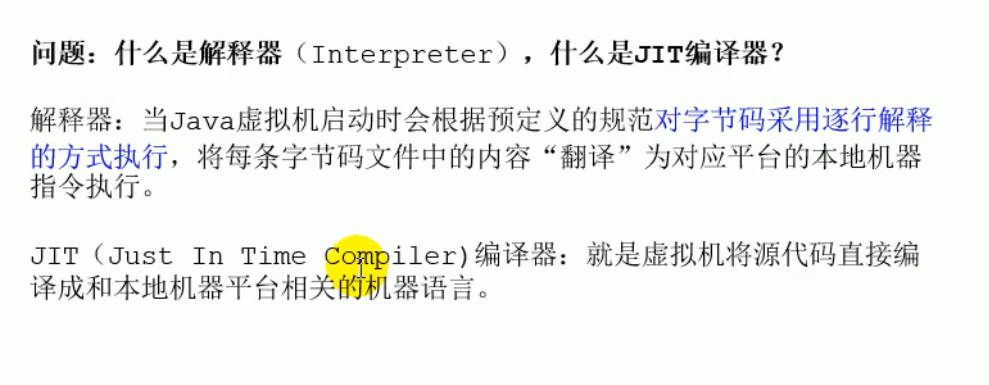 问题：什么是解释器（Interpreter），什么是JIT编译器？
解释器：当Java虚拟机启动时会根据预定义的规范对字节码采用逐行解释
的方式执行，将每条字节码文件中的内容“翻译”为对应平台的本地机器
指令执行。
JIT（Just In Time Compiler)编译器：就是虚拟机将源代码直接编
译成和本地机器平台相关的机器语言。